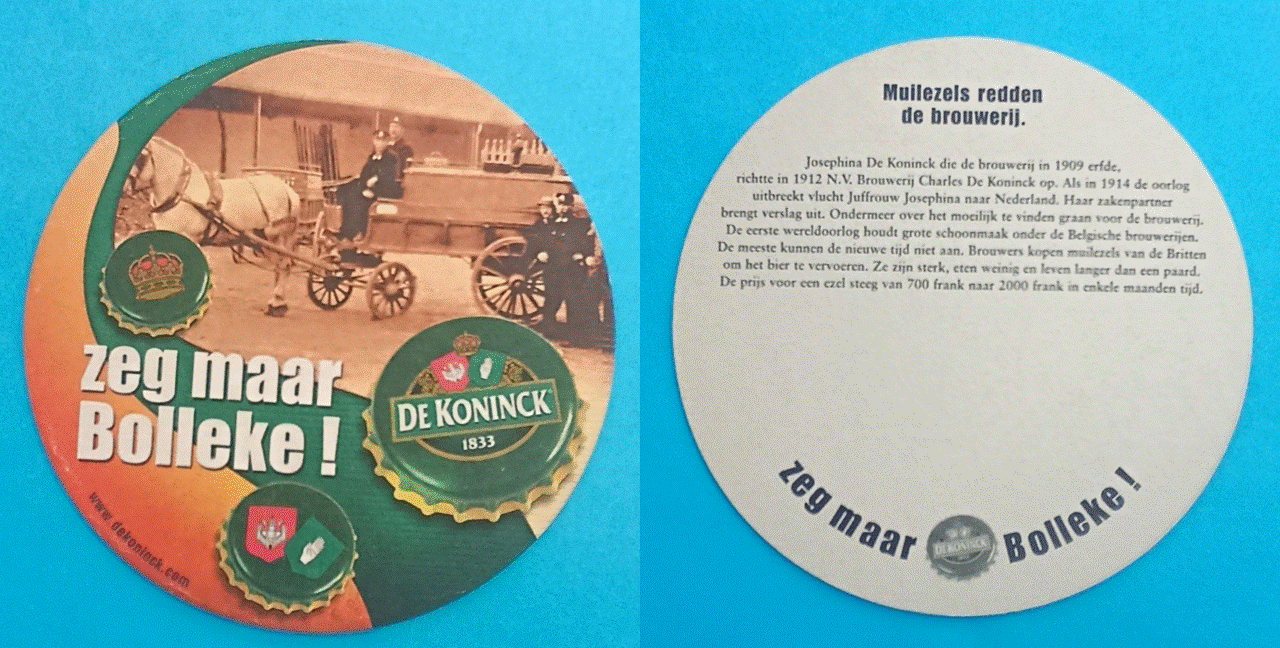 zeg maar
Bolleke !
DE KONINCK
1833
www.dekoninck.com
Muilezels redden
de brouwerij.
Josephina De Koninck die de brouwerij in 1909 erfde,
richtte in 1912 N.V. Brouwerij Charles De Koninck op. Als in 1914 de oorlog
uitbreekt vlucht Juffrouw Josephina naar Nederland. Haar zakenpartner
brengt verslag uit. Ondermeer over het moeilijk te vinden graan voor de brouwerij.
De eerste wereldoorlog houdt grote schoonmaak onder de Belgische brouwerijen.
De meeste kunnen de nieuwe tijd niet aan. Brouwers kopen muilezels van de Britten
om het bier te vervoeren. Ze zijn sterk, eten weinig en leven langer dan een paard.
De prijs voor een ezel steeg van 700 frank naar 2000 frank in enkele maanden tijd.
zeg maar DE KONINCK Bolleke !